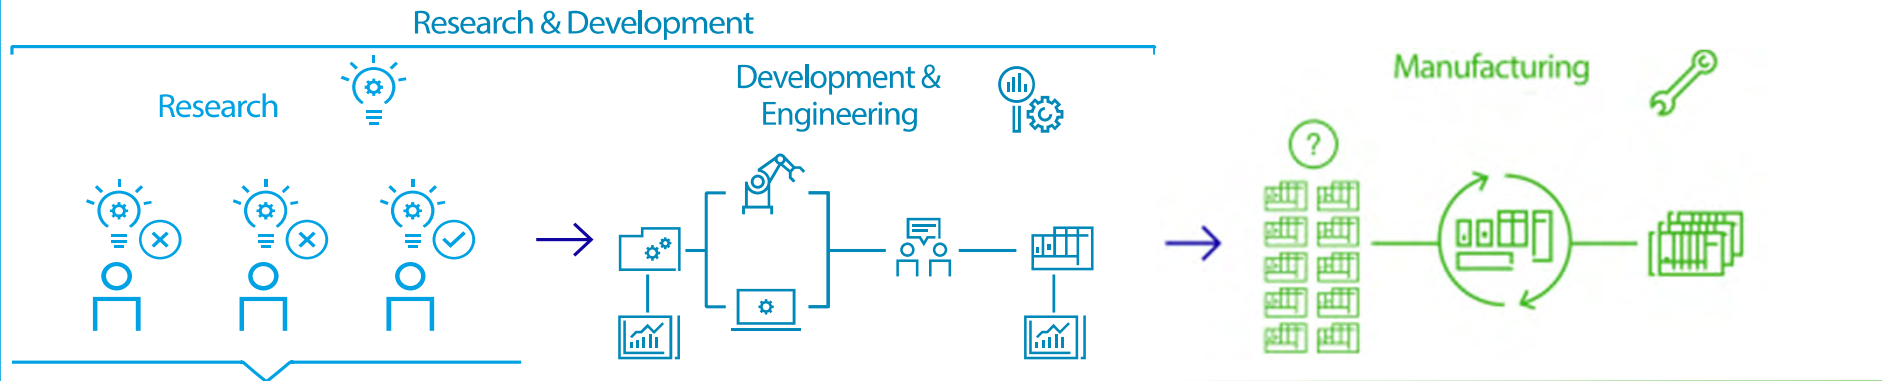 Research & Development
Research
Development &
Engineering
Manufacturing
?